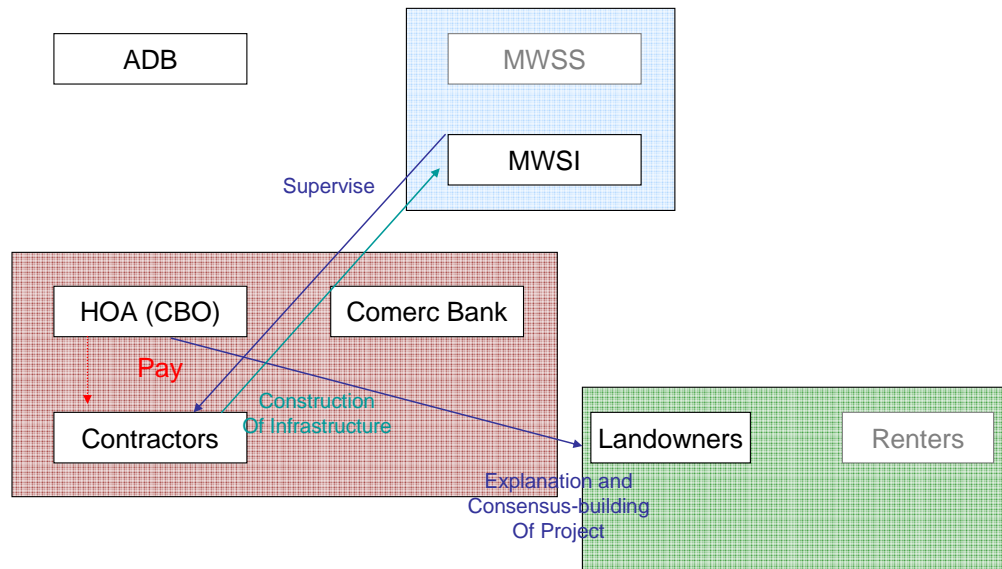 ADB
MWSS
MWSI
Supervise
HOA (CBO)
Comerc Bank
Pay
Construction
Of Infrastructure
Contractors
Landowners
Renters
Explanation and
Consensus-building
Of Project